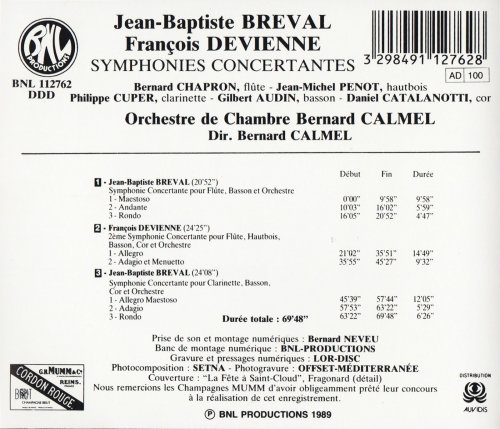 BNL
PRODUCTIONS
BNL 112762
DDD
Jean-Baptiste BREVAL
François DEVIENNE
SYMPHONIES CONCERTANTES
3 298491 127628
AD 100
Bernard CHAPRON, flûte - Jean-Michel PENOT, hautbois
Philippe CUPER, clarinette - Gilbert AUDIN, basson - Daniel CATALANOTTI, cor
Orchestre de Chambre Bernard CALMEL
Dir. Bernard CALMEL
Début Fin Durée
1 - Jean-Baptiste BREVAL (20'52")
Symphonie Concertante pour Flûte, Basson et Orchestre
1 - Maestoso 0'00" 9'58" 9'58"
2 - Andante 10'03" 16'02" 5'59"
3 - Rondo 16'05" 20'52" 4'47"
2 - François DEVIENNE (24'25")
2ème Symphonie Concertante pour Flûte, Hautbois,
Basson, Cor et Orchestre
1 - Allegro 21'02" 35'51" 14'49"
2 - Adagio et Menuetto 35'55" 45'27" 9'32"
3 - Jean-Baptiste BREVAL (24'08")
Symphonie Concertante pour Clarinette, Basson,
Cor et Orchestre
1 - Allegro Maestoso 45'39" 57'44" 12'05"
2 - Adagio 57'53" 63'22" 5'29"
3 - Rondo 63'22" 69'48" 6'26"
Durée totale : 69'48"
Prise de son et montage numériques : Bernard NEVEU
Banc de montage numérique : BNL-PRODUCTIONS
Gravure et pressages numériques : LOR-DISC
Photocomposition : SETNA - Photogravure : OFFSET-MÉDITERRANÉE
Couverture : "La Fête à Saint-Cloud", Fragonard (détail)
Nous remercions les Champagnes MUMM d'avoir obligeamment prêté leur concours
à la réalisation de cet enregistrement.
℗ BNL PRODUCTIONS 1989
G.H. MUMM & Co
REIMS
CORDON ROUGE
BRUT
DISTRIBUTION
AUVIDIS